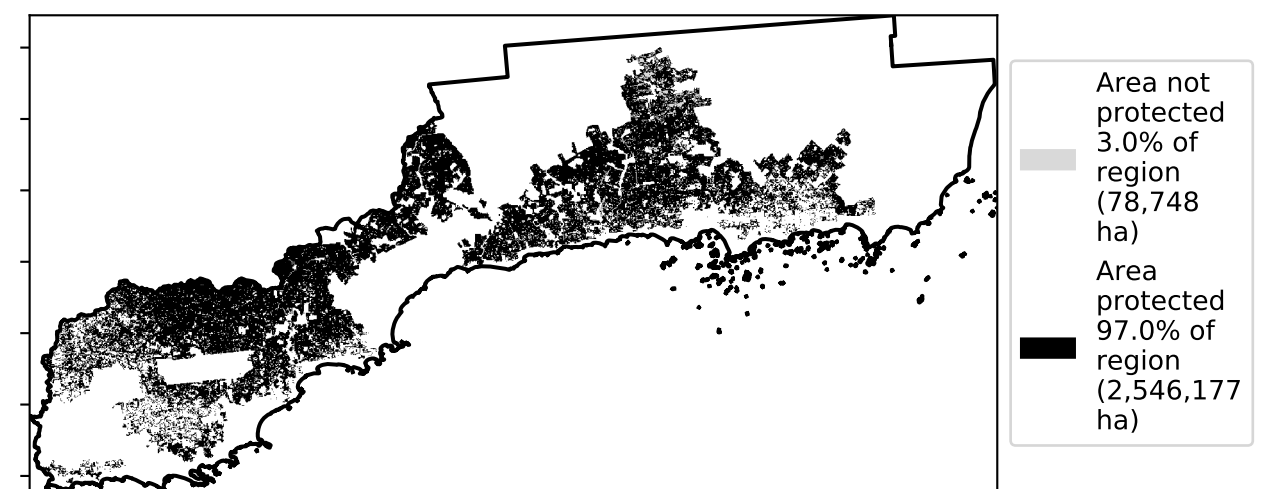 Area not
protected
3.0% of
region
(78,748
ha)
Area
protected
97.0% of
region
(2,546,177
ha)